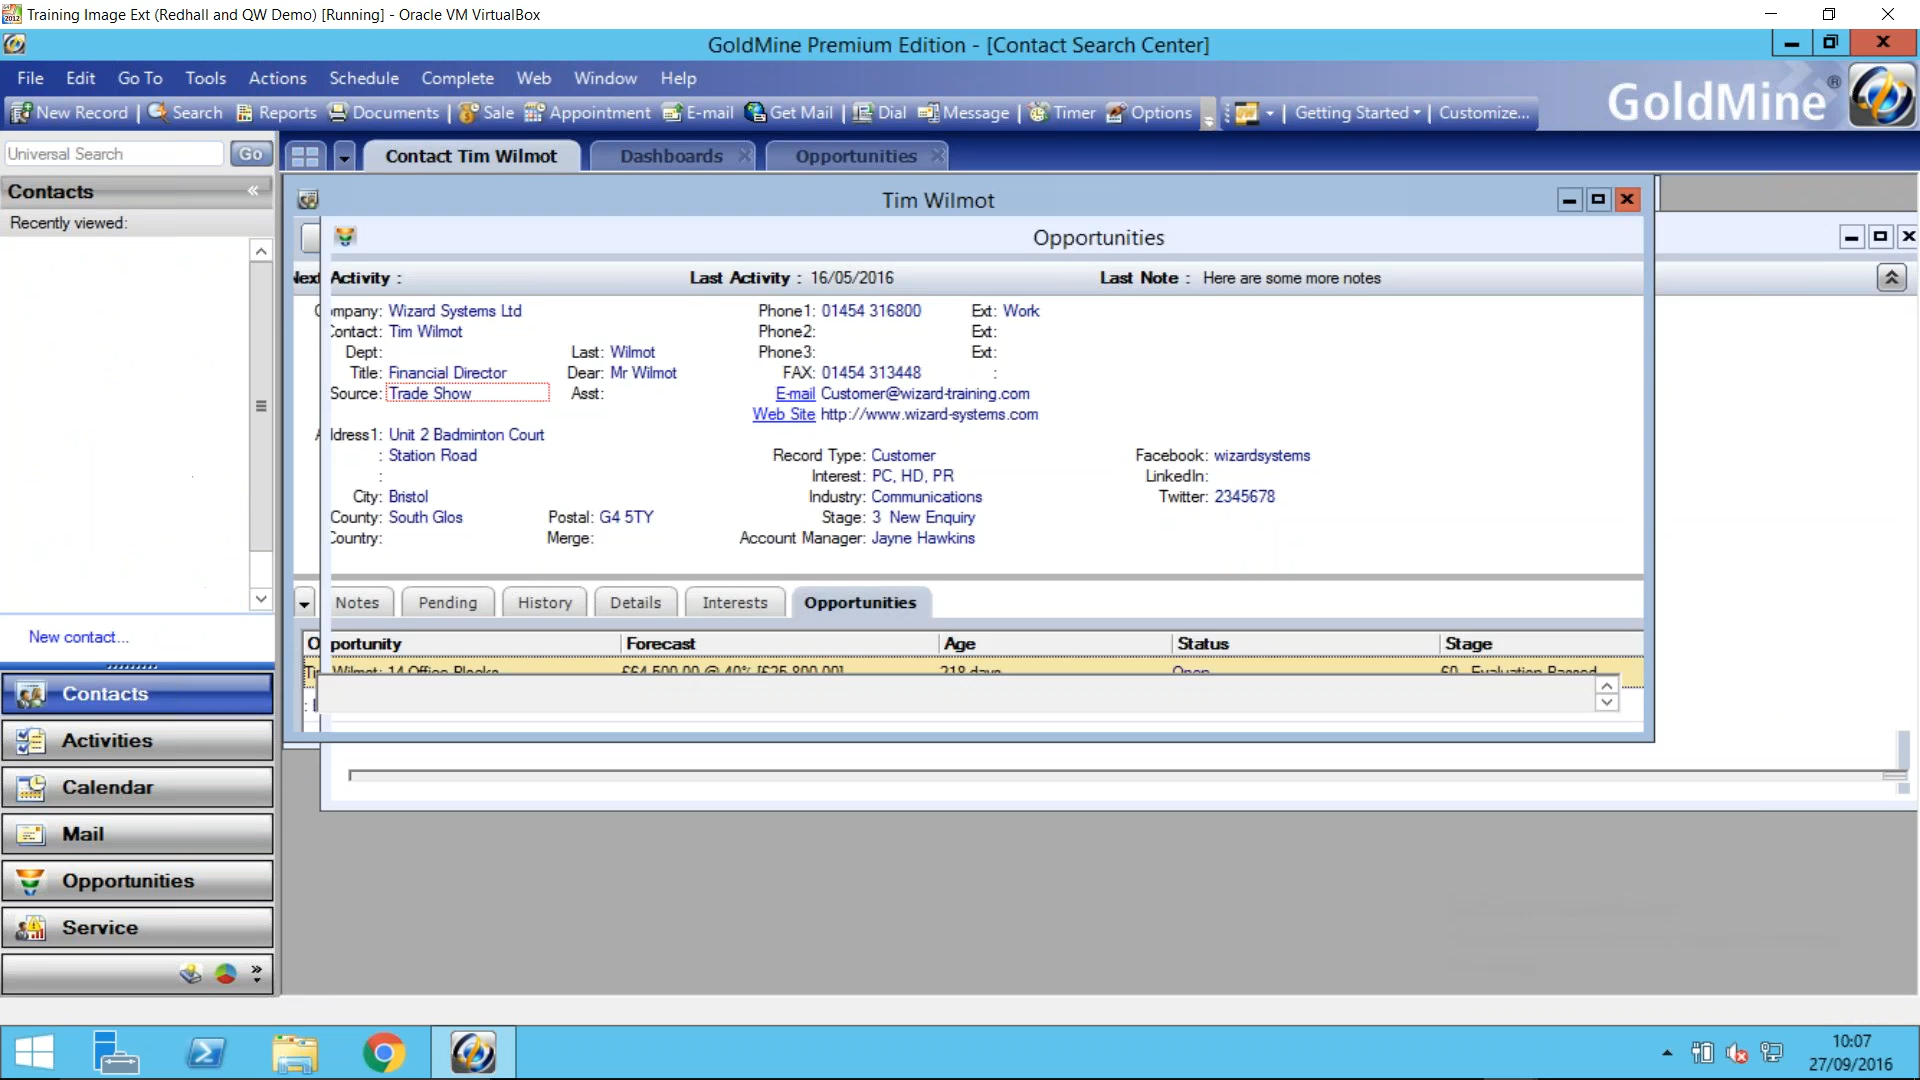 Training Image Ext (Redhall and QW Demo) [Running] - Oracle VM VirtualBox
GoldMine Premium Edition - [Contact Search Center]
File Edit Go To Tools Actions Schedule Complete Web Window Help
New Record Search Reports Documents Sale Appointment E-mail Get Mail Dial Message Timer Options Getting Started Customize...
GoldMine®
Universal Search Go
Contact Tim Wilmot Dashboards Opportunities
Contacts
Recently viewed:
Tim Wilmot
Opportunities
Activity : Last Activity : 16/05/2016 Last Note : Here are some more notes
Wizard Systems Ltd Phone1: 01454 316800 Ext: Work
Tim Wilmot Phone2: Ext:
Dept: Last: Wilmot Phone3: Ext:
Title: Financial Director Dear: Mr Wilmot FAX: 01454 313448 :
Source: Trade Show Asst: E-mail Customer@wizard-training.com
Web Site http://www.wizard-systems.com
Unit 2 Badminton Court
: Station Road Record Type: Customer Facebook: wizardsystems
: Interest: PC, HD, PR LinkedIn:
City: Bristol Industry: Communications Twitter: 2345678
County: South Glos Postal: G4 5TY Stage: 3 New Enquiry
Country: Merge: Account Manager: Jayne Hawkins
Notes Pending History Details Interests Opportunities
Opportunity Forecast Age Status Stage
Wilmot: 14 Office Blocks £64,500.00 @ 40% [£25,800.00] 218 days Open 60 - Evaluation Passed
New contact...
Contacts
Activities
Calendar
Mail
Opportunities
Service
10:07
27/09/2016